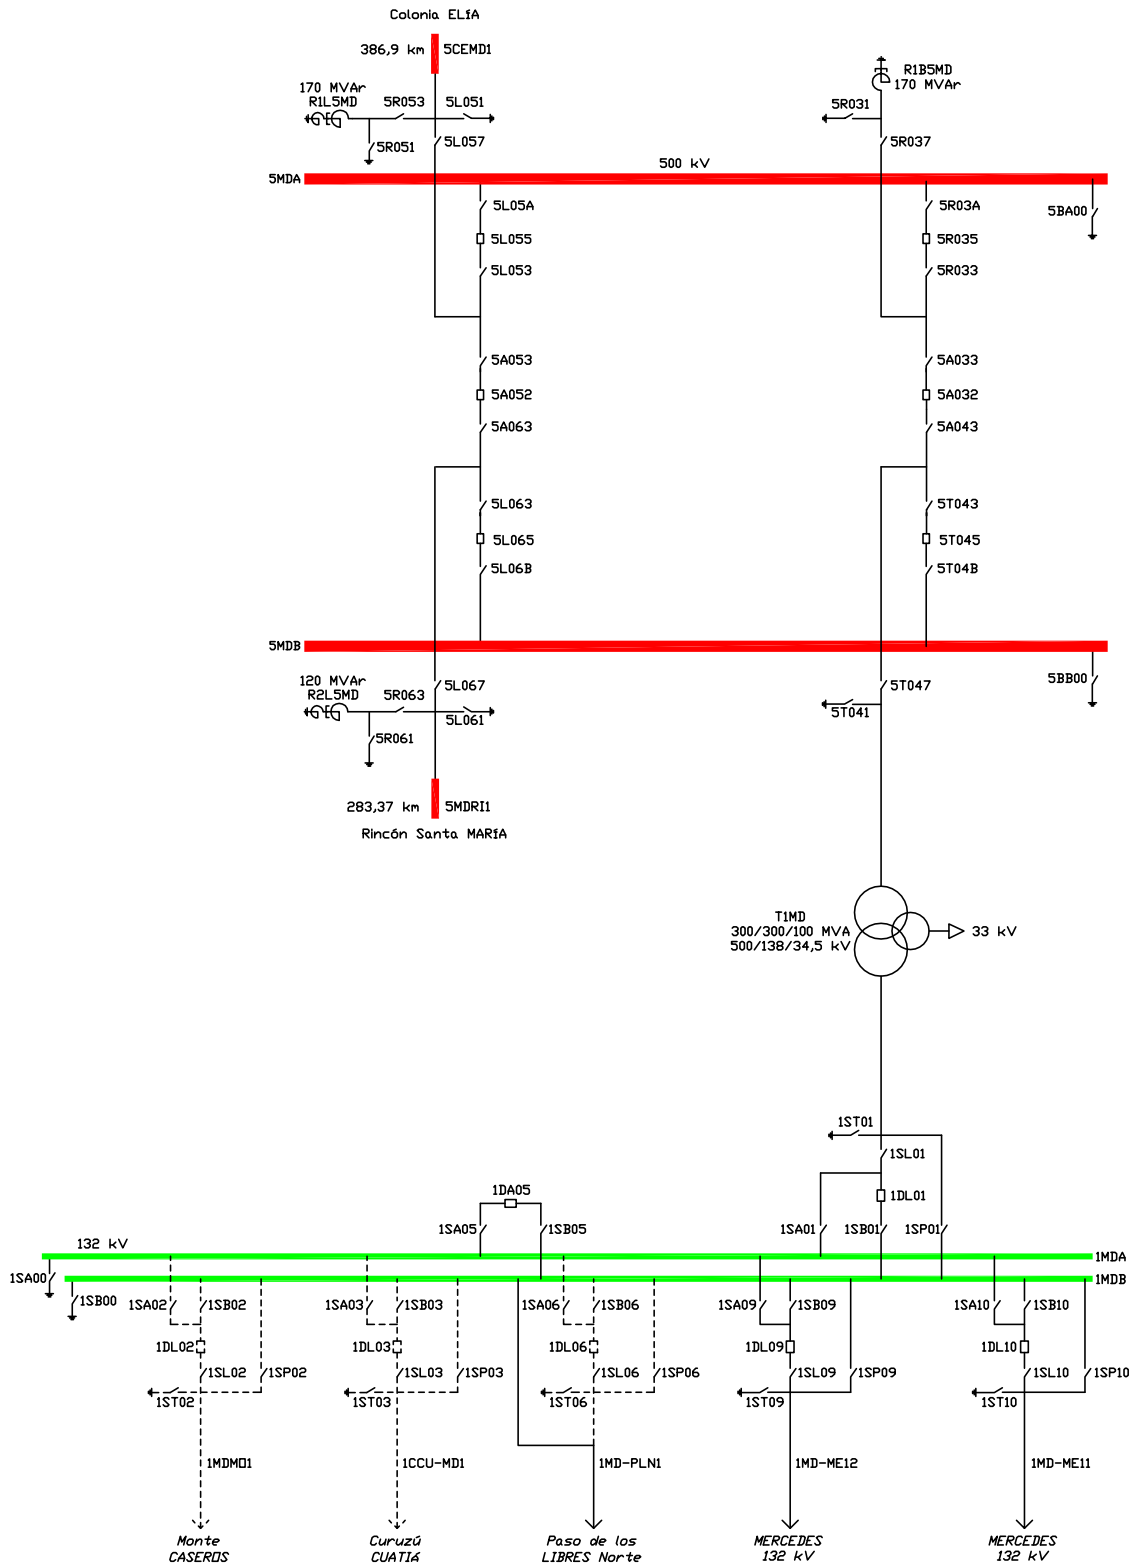 Colonia ELÍA
386,9 km
5CEMD1
170 MVAr
R1L5MD
5R053
5L051
5R051
5L057
R1B5MD
170 MVAr
5R031
5R037
500 kV
5MDA
5L05A
5R03A
5BA00
5L055
5R035
5L053
5R033
5A053
5A033
5A052
5A032
5A063
5A043
5L063
5T043
5L065
5T045
5L06B
5T04B
5MDB
120 MVAr
R2L5MD
5R063
5L067
5L061
5R061
5T047
5T041
5BB00
283,37 km
5MDRI1
Rincón Santa MARÍA
T1MD
300/300/100 MVA
500/138/34,5 kV
33 kV
1ST01
1SL01
1DA05
1DL01
1SA05
1SB05
1SA01
1SB01
1SP01
132 kV
1MDA
1SA00
1MDB
1SB00
1SA02
1SB02
1SA03
1SB03
1SA06
1SB06
1SA09
1SB09
1SA10
1SB10
1DL02
1DL03
1DL06
1DL09
1DL10
1SL02
1SP02
1SL03
1SP03
1SL06
1SP06
1SL09
1SP09
1SL10
1SP10
1ST02
1ST03
1ST06
1ST09
1ST10
1MDMO1
1CCU-MD1
1MD-PLN1
1MD-ME12
1MD-ME11
Monte
CASEROS
Curuzú
CUATIÁ
Paso de los
LIBRES Norte
MERCEDES
132 kV
MERCEDES
132 kV